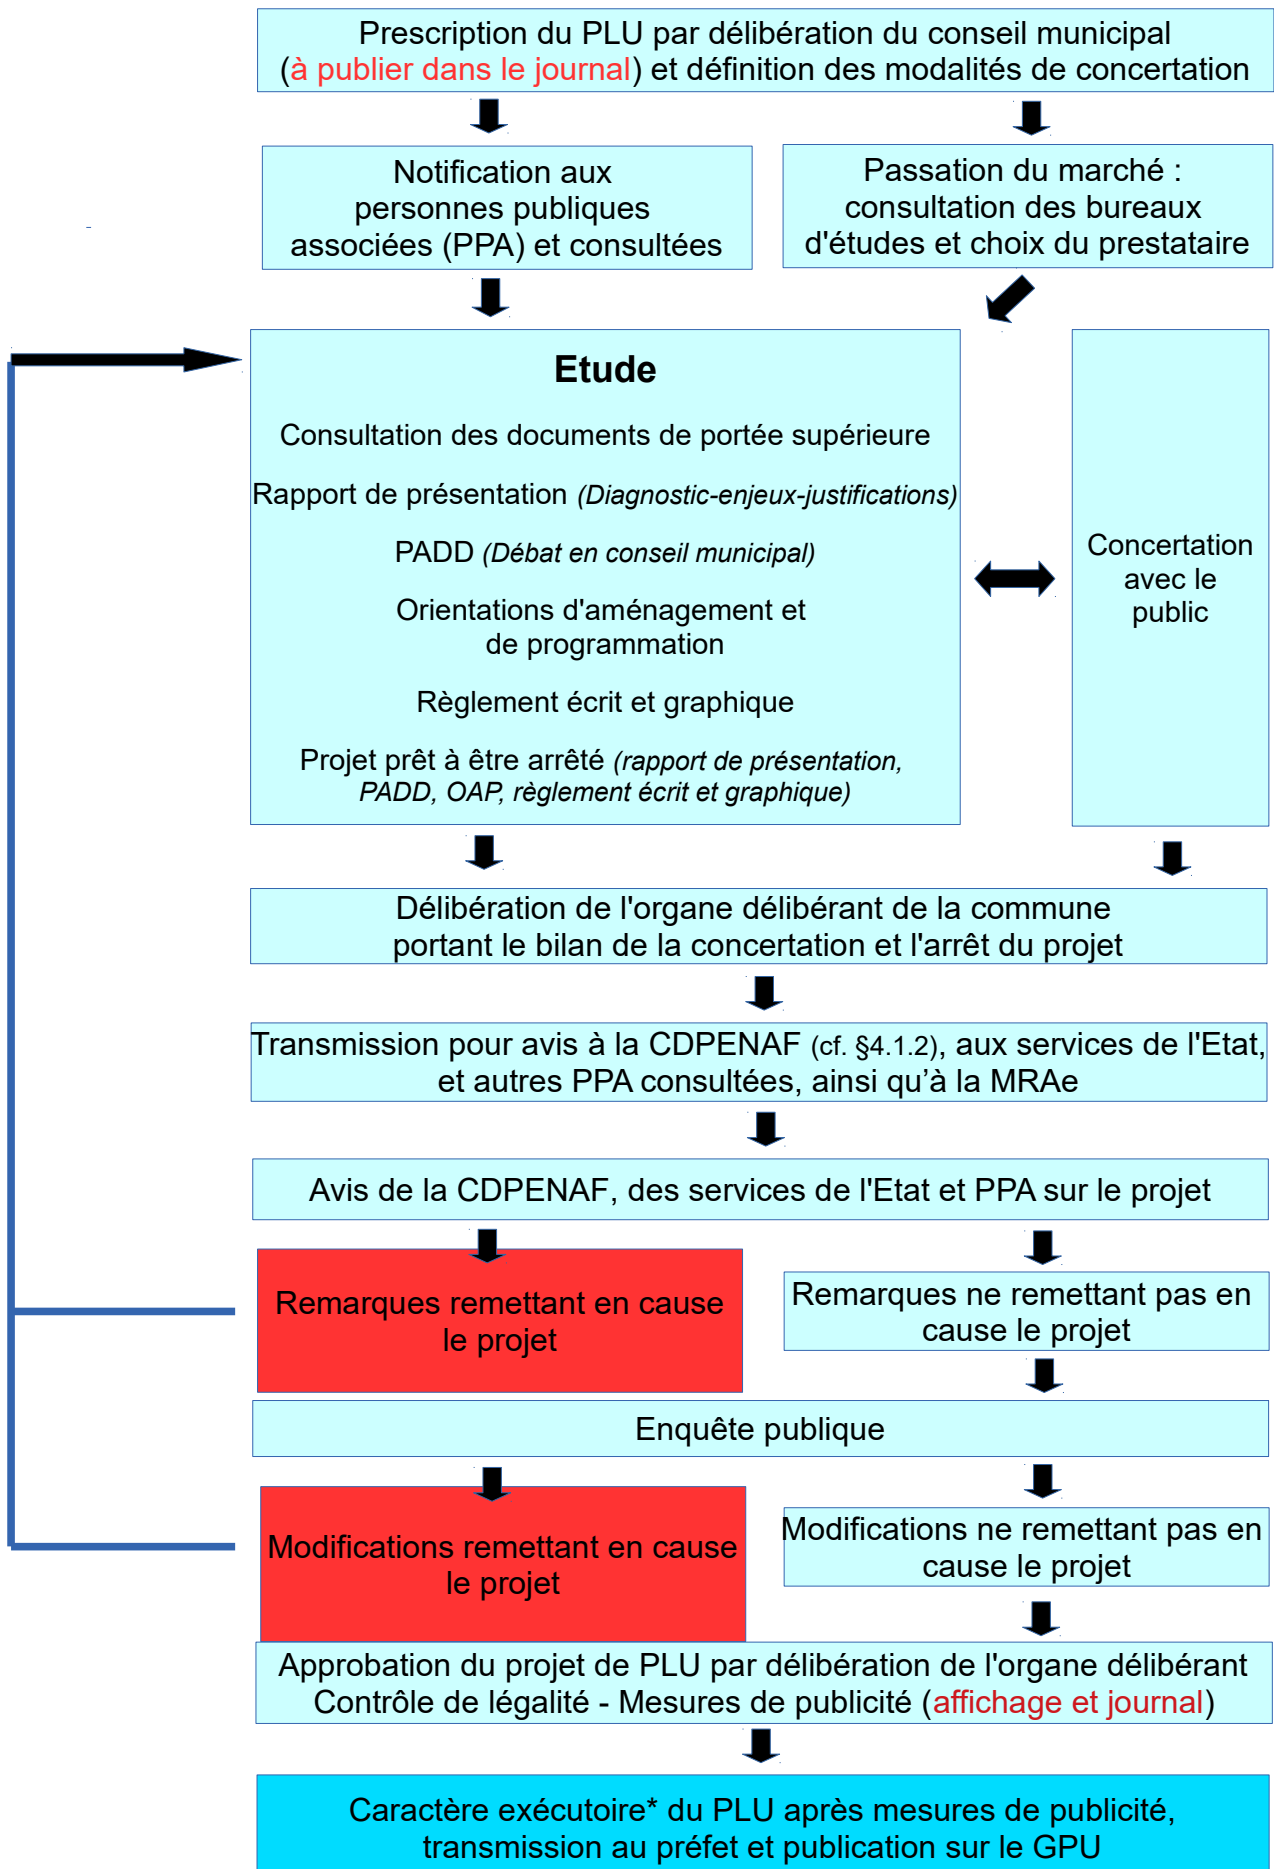 Prescription du PLU par délibération du conseil municipal
(à publier dans le journal) et définition des modalités de concertation
Notification aux
personnes publiques
associées (PPA) et consultées
Passation du marché :
consultation des bureaux
d'études et choix du prestataire
Etude
Consultation des documents de portée supérieure
Rapport de présentation (Diagnostic-enjeux-justifications)
PADD (Débat en conseil municipal)
Orientations d'aménagement et
de programmation
Règlement écrit et graphique
Projet prêt à être arrêté (rapport de présentation,
PADD, OAP, règlement écrit et graphique)
Concertation
avec le
public
Délibération de l'organe délibérant de la commune
portant le bilan de la concertation et l'arrêt du projet
Transmission pour avis à la CDPENAF (cf. §4.1.2), aux services de l'Etat,
et autres PPA consultées, ainsi qu’à la MRAe
Avis de la CDPENAF, des services de l'Etat et PPA sur le projet
Remarques remettant en cause
le projet
Remarques ne remettant pas en
cause le projet
Enquête publique
Modifications remettant en cause
le projet
Modifications ne remettant pas en
cause le projet
Approbation du projet de PLU par délibération de l'organe délibérant
Contrôle de légalité - Mesures de publicité (affichage et journal)
Caractère exécutoire* du PLU après mesures de publicité,
transmission au préfet et publication sur le GPU